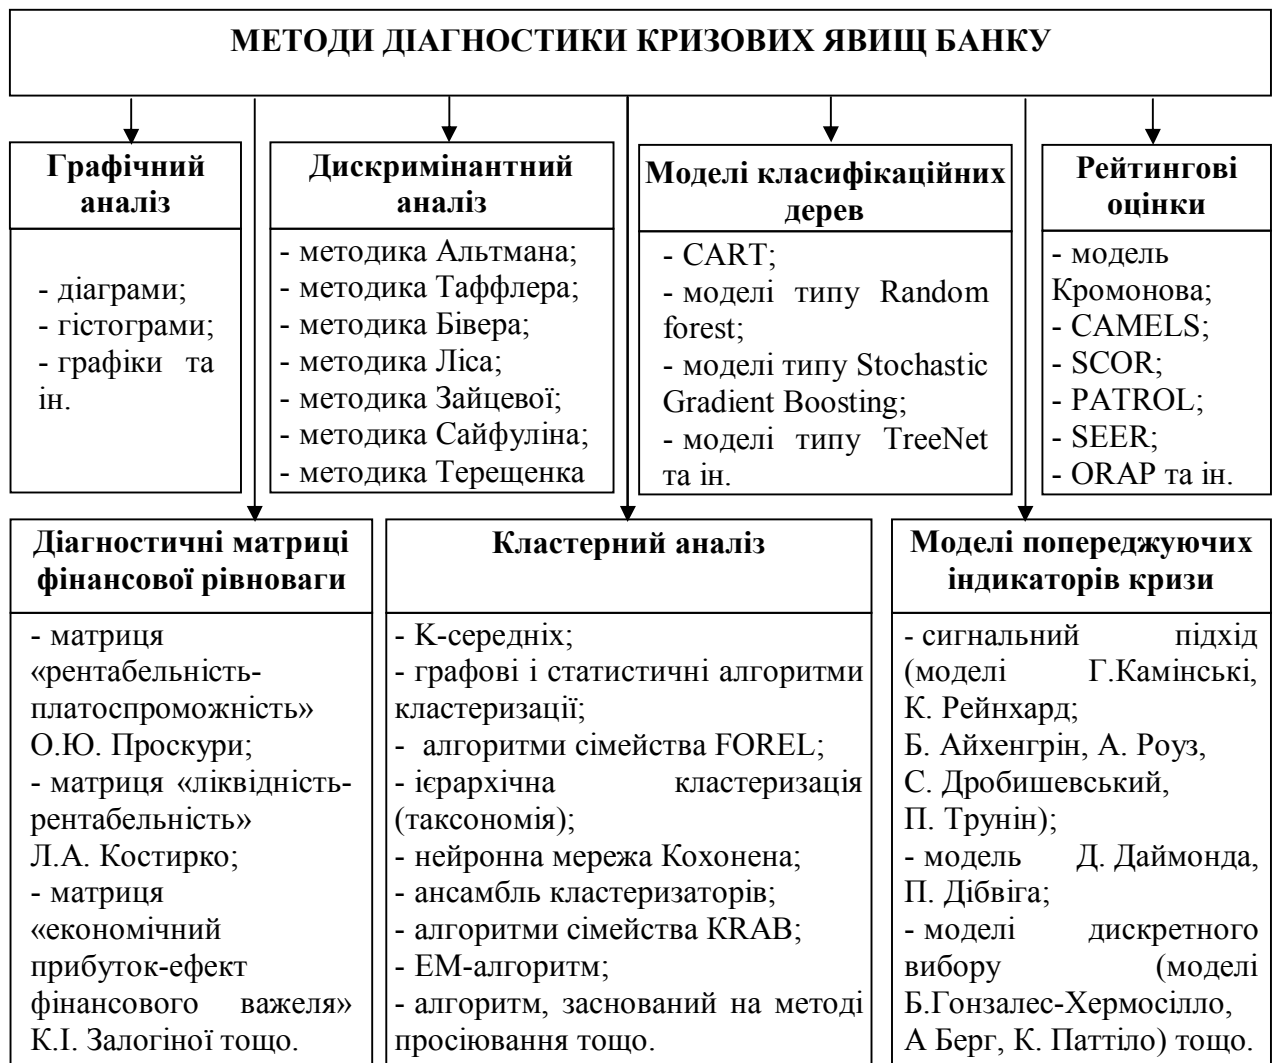 МЕТОДИ ДІАГНОСТИКИ КРИЗОВИХ ЯВИЩ БАНКУ
Графічний
аналіз
- діаграми;
- гістограми;
- графіки та
ін.
Дискримінантний
аналіз
- методика Альтмана;
- методика Таффлера;
- методика Бівера;
- методика Ліса;
- методика Зайцевої;
- методика Сайфуліна;
- методика Терещенка
Моделі класифікаційних
дерев
- CART;
- моделі типу Random
forest;
- моделі типу Stochastic
Gradient Boosting;
- моделі типу TreeNet
та ін.
Рейтингові
оцінки
- модель
Кромонова;
- CAMELS;
- SCOR;
- PATROL;
- SEER;
- ORAP та ін.
Діагностичні матриці
фінансової рівноваги
- матриця
«рентабельність-
платоспроможність»
О.Ю. Проскури;
- матриця «ліквідність-
рентабельність»
Л.А. Костирко;
- матриця
«економічний
прибуток-ефект
фінансового важеля»
К.І. Залогіної тощо.
Кластерний аналіз
- K-середніх;
- графові і статистичні алгоритми
кластеризації;
- алгоритми сімейства FOREL;
- ієрархічна кластеризація
(таксономія);
- нейронна мережа Кохонена;
- ансамбль кластеризаторів;
- алгоритми сімейства KRAB;
- EM-алгоритм;
- алгоритм, заснований на методі
просіювання тощо.
Моделі попереджуючих
індикаторів кризи
- сигнальний підхід
(моделі Г.Камінські,
К. Рейнхард;
Б. Айхенгрін, А. Роуз,
С. Дробишевський,
П. Трунін);
- модель Д. Даймонда,
П. Дібвіга;
- моделі дискретного
вибору (моделі
Б.Гонзалес-Хермосілло,
А Берг, К. Паттіло) тощо.